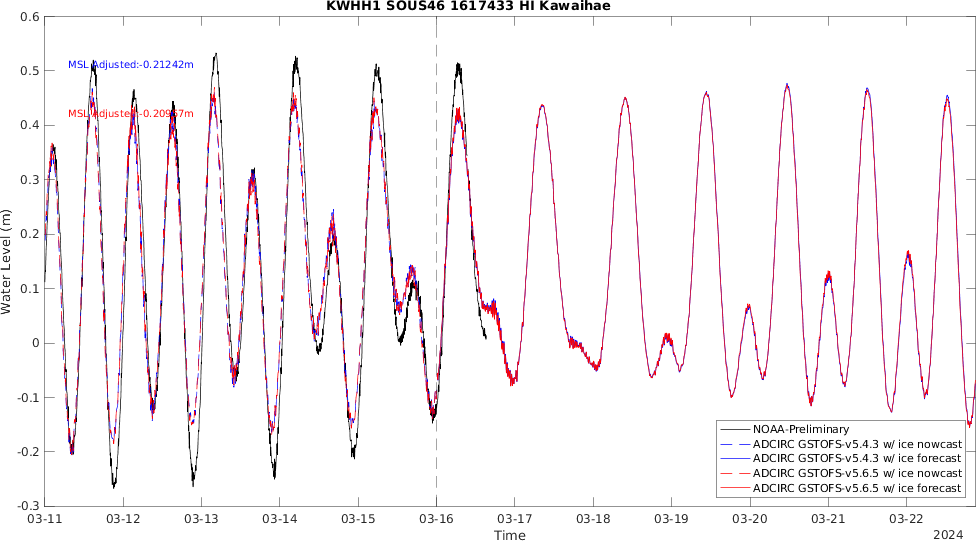 KWHH1 SOUS46 1617433 HI Kawaihae
0.6
0.5
0.4
0.3
0.2
0.1
0
-0.1
-0.2
-0.3
Water Level (m)
MSL Adjusted:-0.21242m
MSL Adjusted:-0.20967m
NOAA-Preliminary
ADCIRC GSTOFS-v5.4.3 w/ ice nowcast
ADCIRC GSTOFS-v5.4.3 w/ ice forecast
ADCIRC GSTOFS-v5.6.5 w/ ice nowcast
ADCIRC GSTOFS-v5.6.5 w/ ice forecast
03-11 03-12 03-13 03-14 03-15 03-16 03-17 03-18 03-19 03-20 03-21 03-22
Time
2024